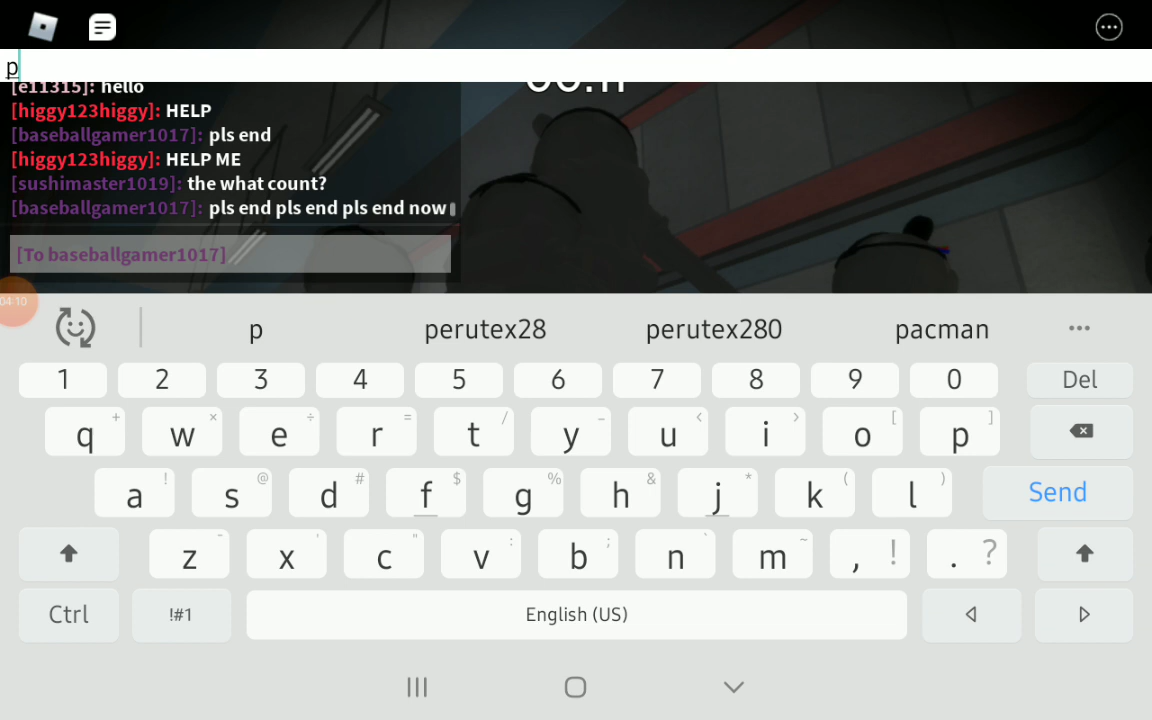 p
[e11315]: hello
[higgy123higgy]: HELP
[baseballgamer1017]: pls end
[higgy123higgy]: HELP ME
[sushimaster1019]: the what count?
[baseballgamer1017]: pls end pls end pls end now
[To baseballgamer1017]
04:10
p perutex28 perutex280 pacman
1 2 3 4 5 6 7 8 9 0 Del
+ × ÷ = / _ < > [ ]
q w e r t y u i o p
! @ # $ % & * ( )
a s d f g h j k l Send
- ' " : ; ` ~
z x c v b n m , ! . ?
Ctrl !#1 English (US)